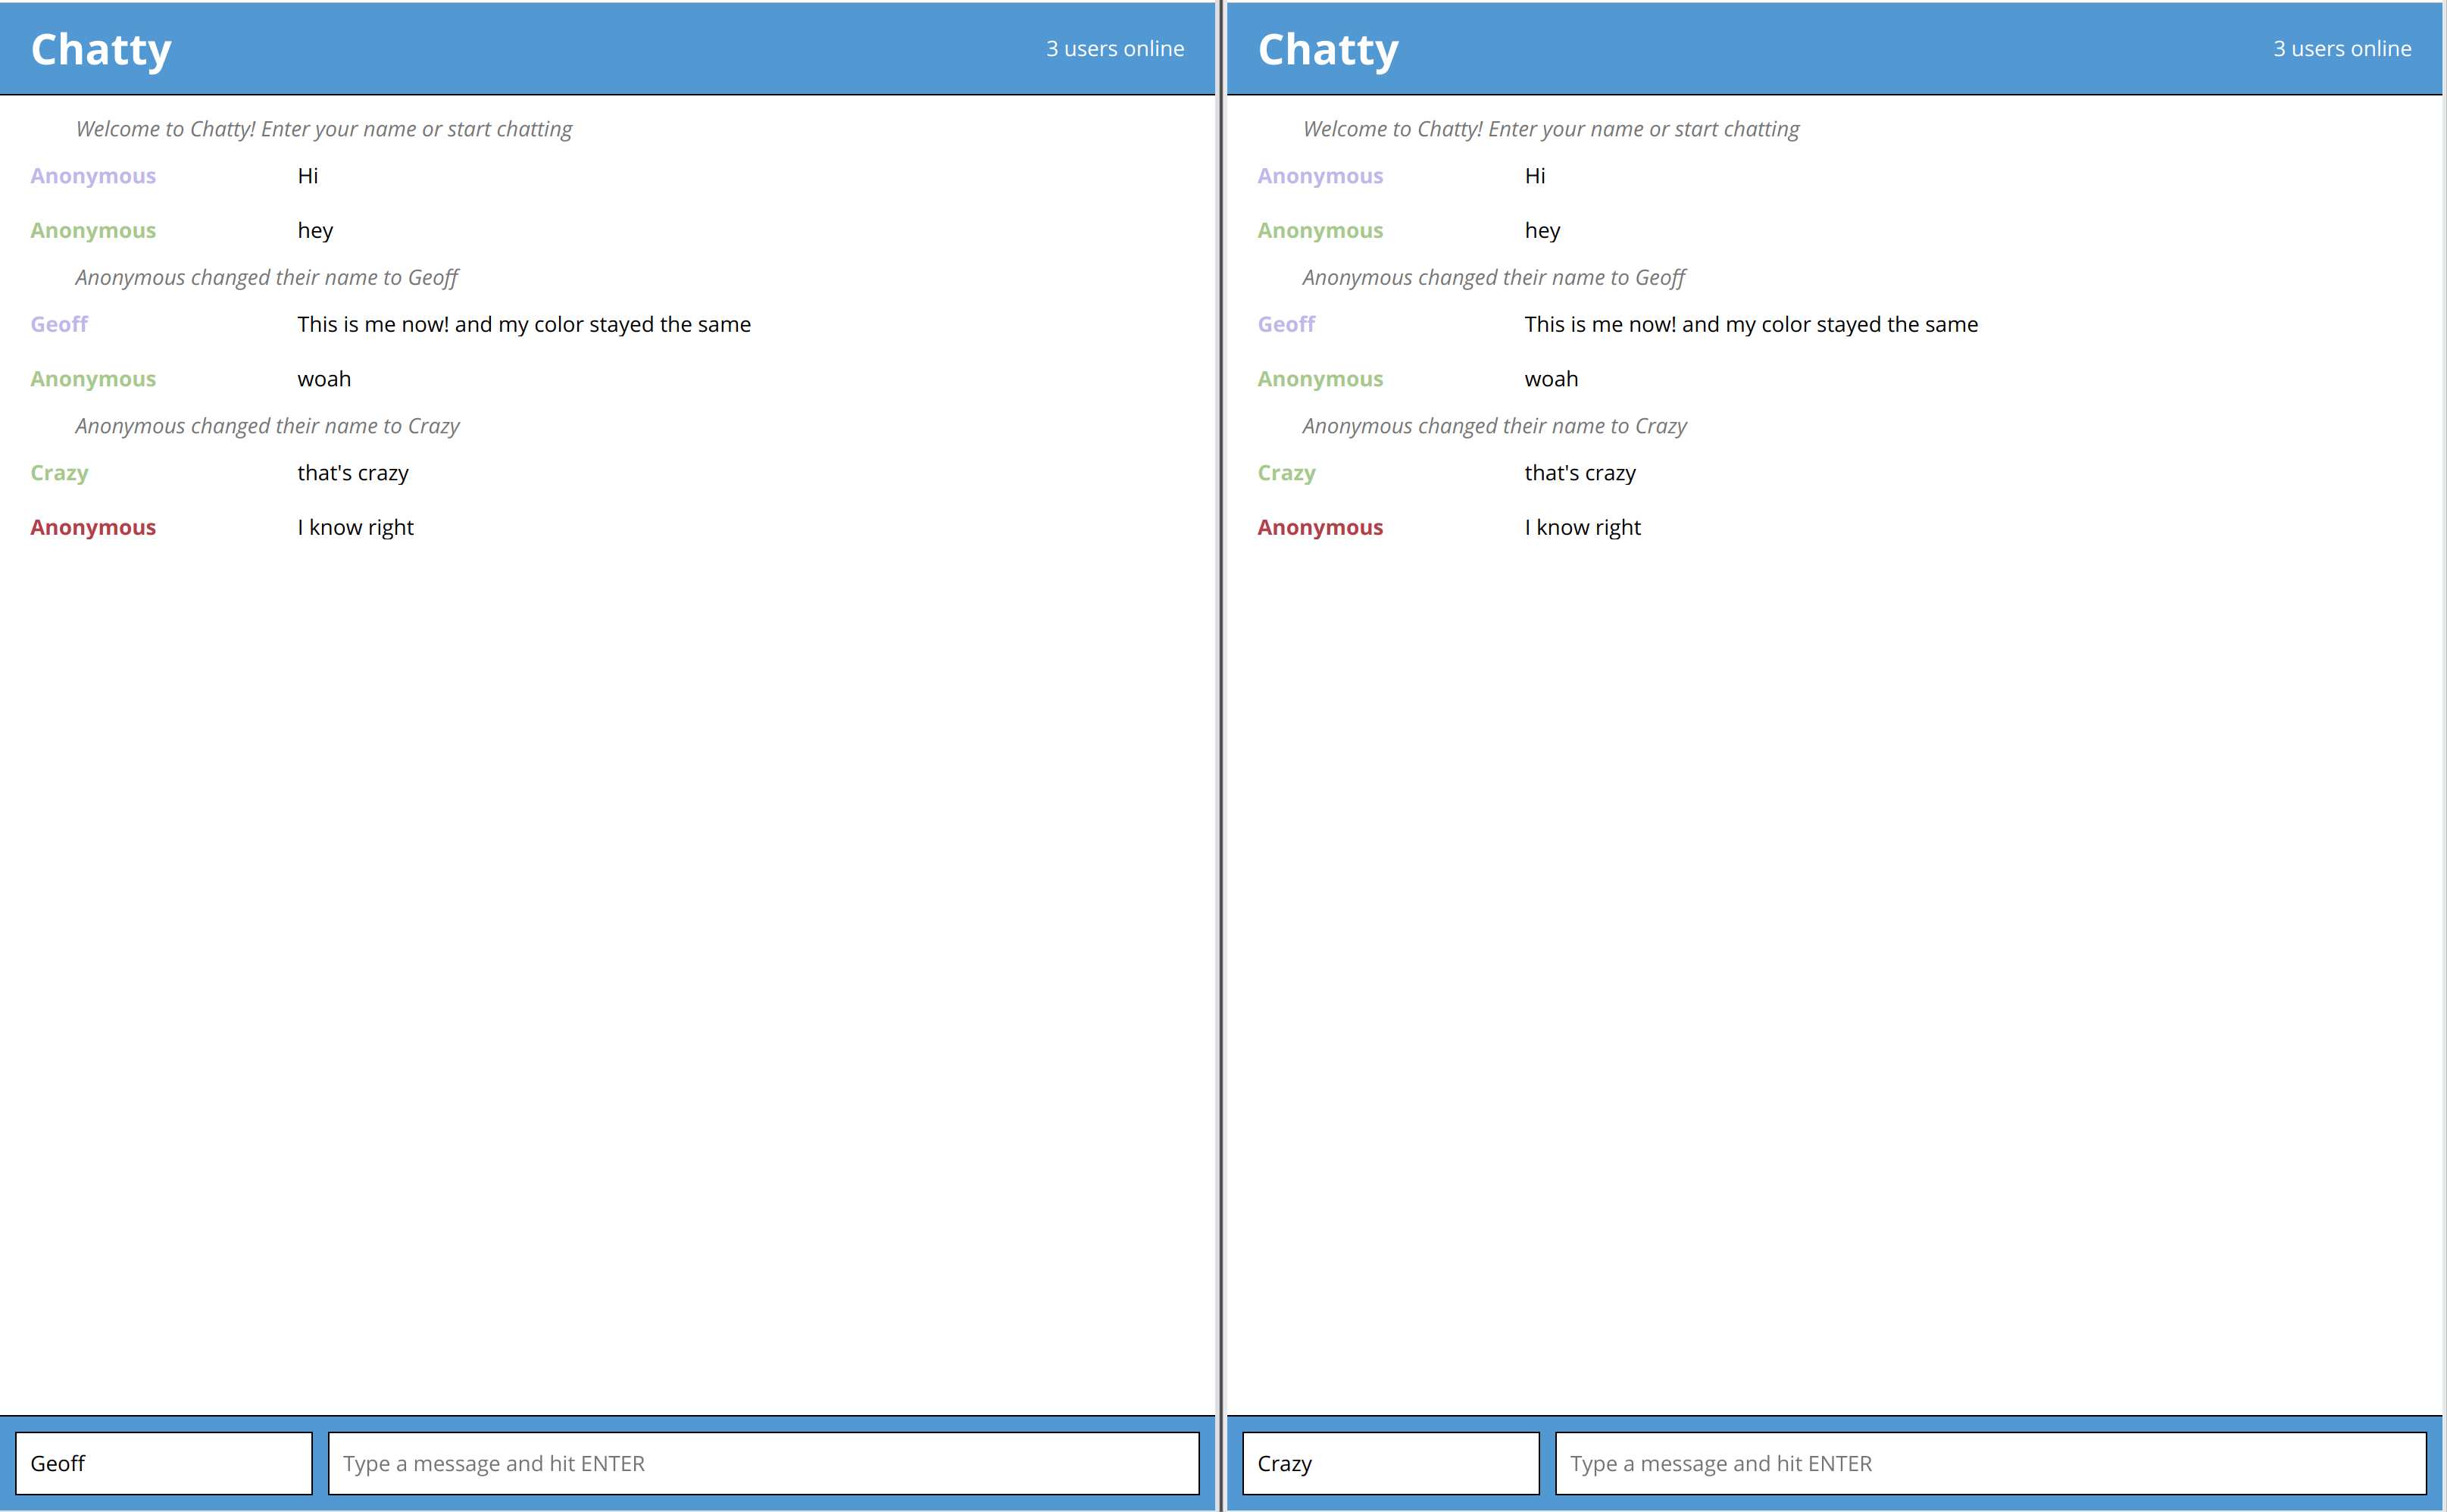 Chatty
3 users online
Welcome to Chatty! Enter your name or start chatting
Anonymous Hi
Anonymous hey
Anonymous changed their name to Geoff
Geoff This is me now! and my color stayed the same
Anonymous woah
Anonymous changed their name to Crazy
Crazy that's crazy
Anonymous I know right
Geoff
Type a message and hit ENTER
Chatty
3 users online
Welcome to Chatty! Enter your name or start chatting
Anonymous Hi
Anonymous hey
Anonymous changed their name to Geoff
Geoff This is me now! and my color stayed the same
Anonymous woah
Anonymous changed their name to Crazy
Crazy that's crazy
Anonymous I know right
Crazy
Type a message and hit ENTER